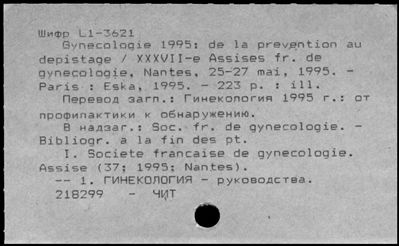 Шифр L1-3621
Gynecologie 1995: de la prevention au
depistage / XXXVII-e Assises fr. de
gynecologie, Nantes, 25-27 mai, 1995. -
Paris : Eska, 1995. - 223 p. : ill.
Перевод загл.: Гинекология 1995 г.: от
профилактики к обнаружению.
В надзаг.: Soc. fr. de gynecologie. -
Bibliogr. a la fin des pt.
I. Societe francaise de gynecologie.
Assise (37; 1995; Nantes).
-- 1. ГИНЕКОЛОГИЯ - руководства.
218299 - ЧИТ